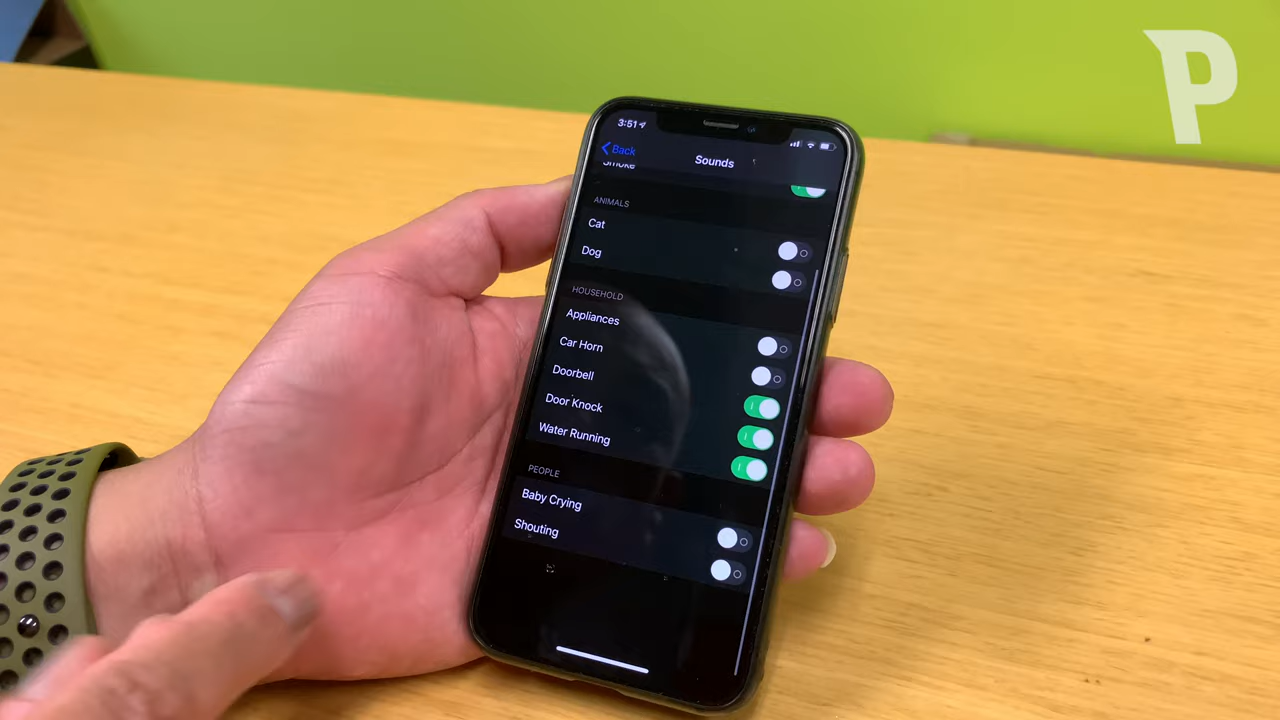 P
3:51
Back
Sounds
Smoke
ANIMALS
Cat
Dog
HOUSEHOLD
Appliances
Car Horn
Doorbell
Door Knock
Water Running
PEOPLE
Baby Crying
Shouting